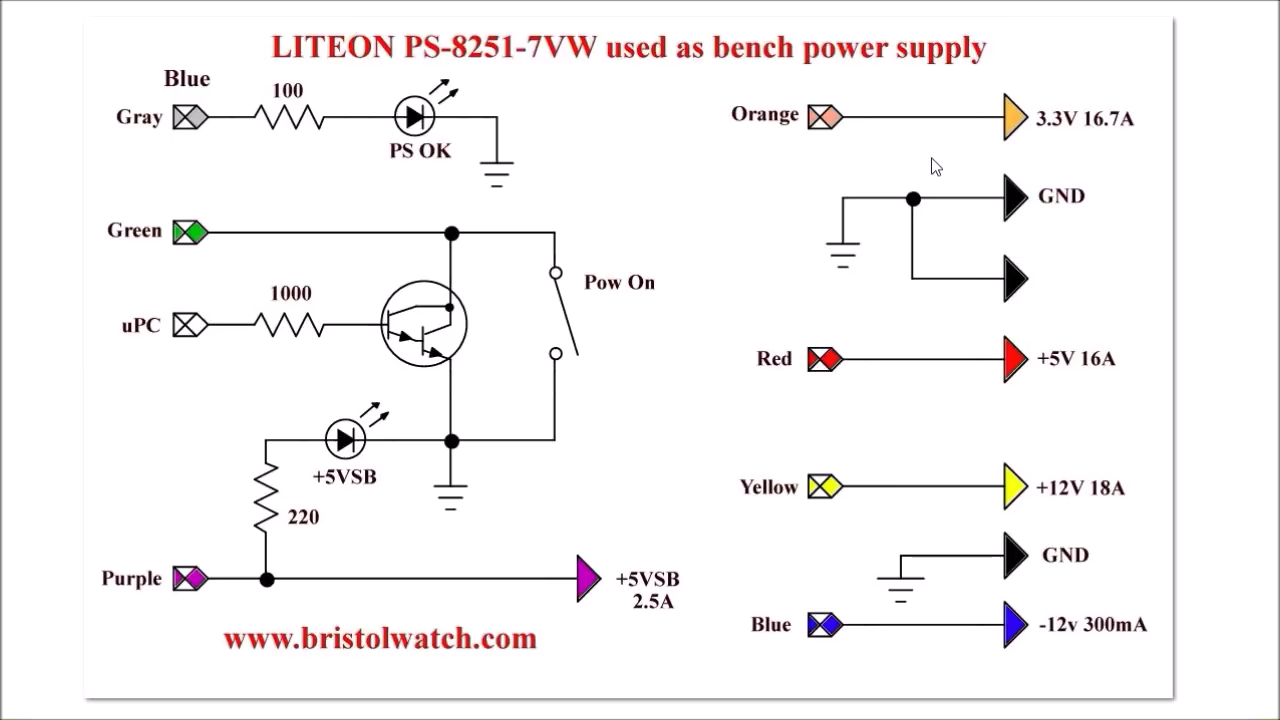 LITEON PS-8251-7VW used as bench power supply
Blue
Gray
100
PS OK
Green
Pow On
uPC
1000
+5VSB
220
Purple
+5VSB
2.5A
www.bristolwatch.com
Orange
3.3V 16.7A
GND
Red
+5V 16A
Yellow
+12V 18A
GND
Blue
-12v 300mA